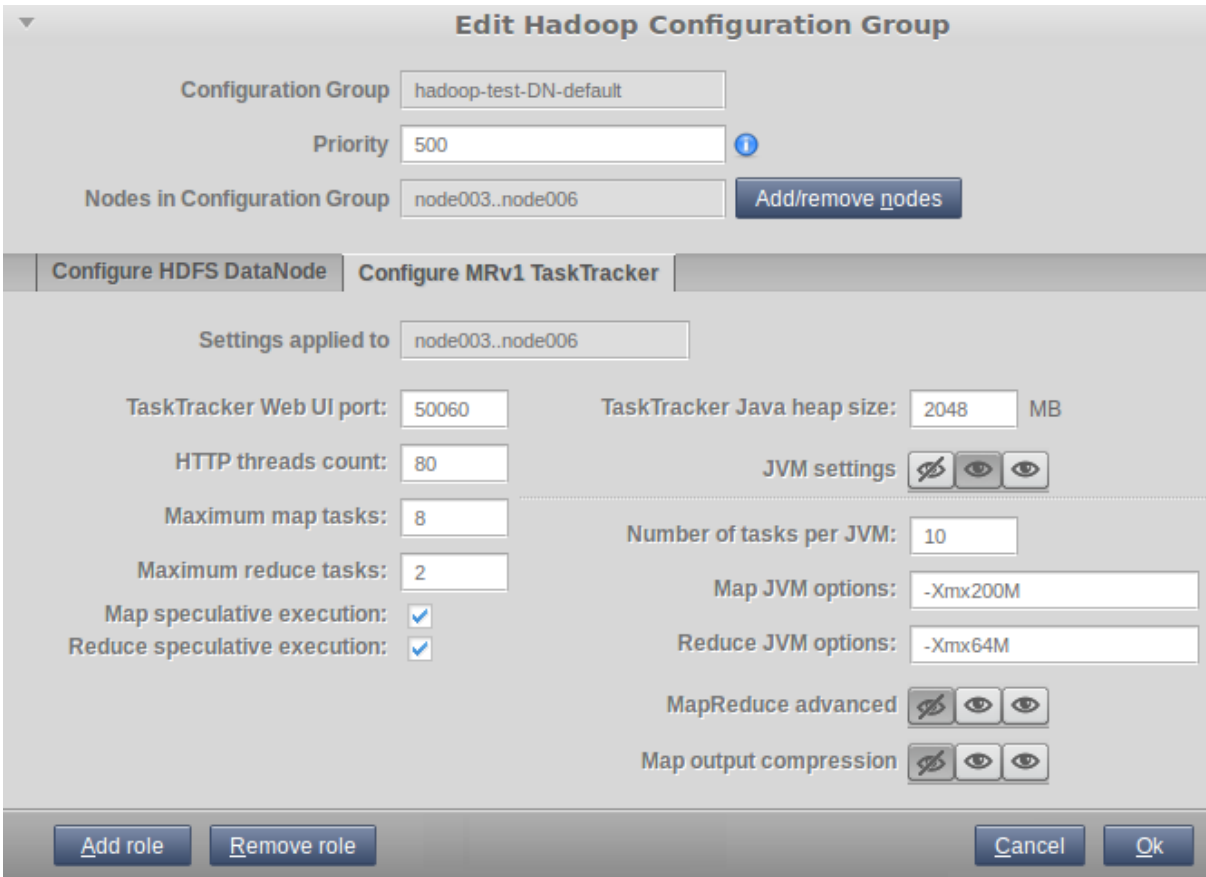 Edit Hadoop Configuration Group
Configuration Group hadoop-test-DN-default
Priority 500
Nodes in Configuration Group node003..node006 Add/remove nodes
Configure HDFS DataNode Configure MRv1 TaskTracker
Settings applied to node003..node006
TaskTracker Web UI port: 50060
HTTP threads count: 80
Maximum map tasks: 8
Maximum reduce tasks: 2
Map speculative execution:
Reduce speculative execution:
TaskTracker Java heap size: 2048 MB
JVM settings
Number of tasks per JVM: 10
Map JVM options: -Xmx200M
Reduce JVM options: -Xmx64M
MapReduce advanced
Map output compression
Add role Remove role Cancel Ok